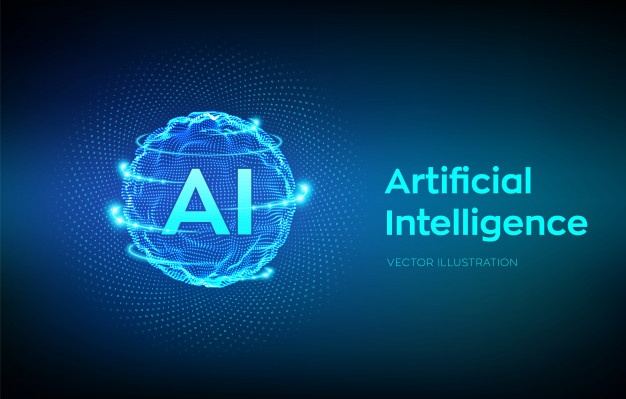 AI
Artificial
Intelligence
VECTOR ILLUSTRATION